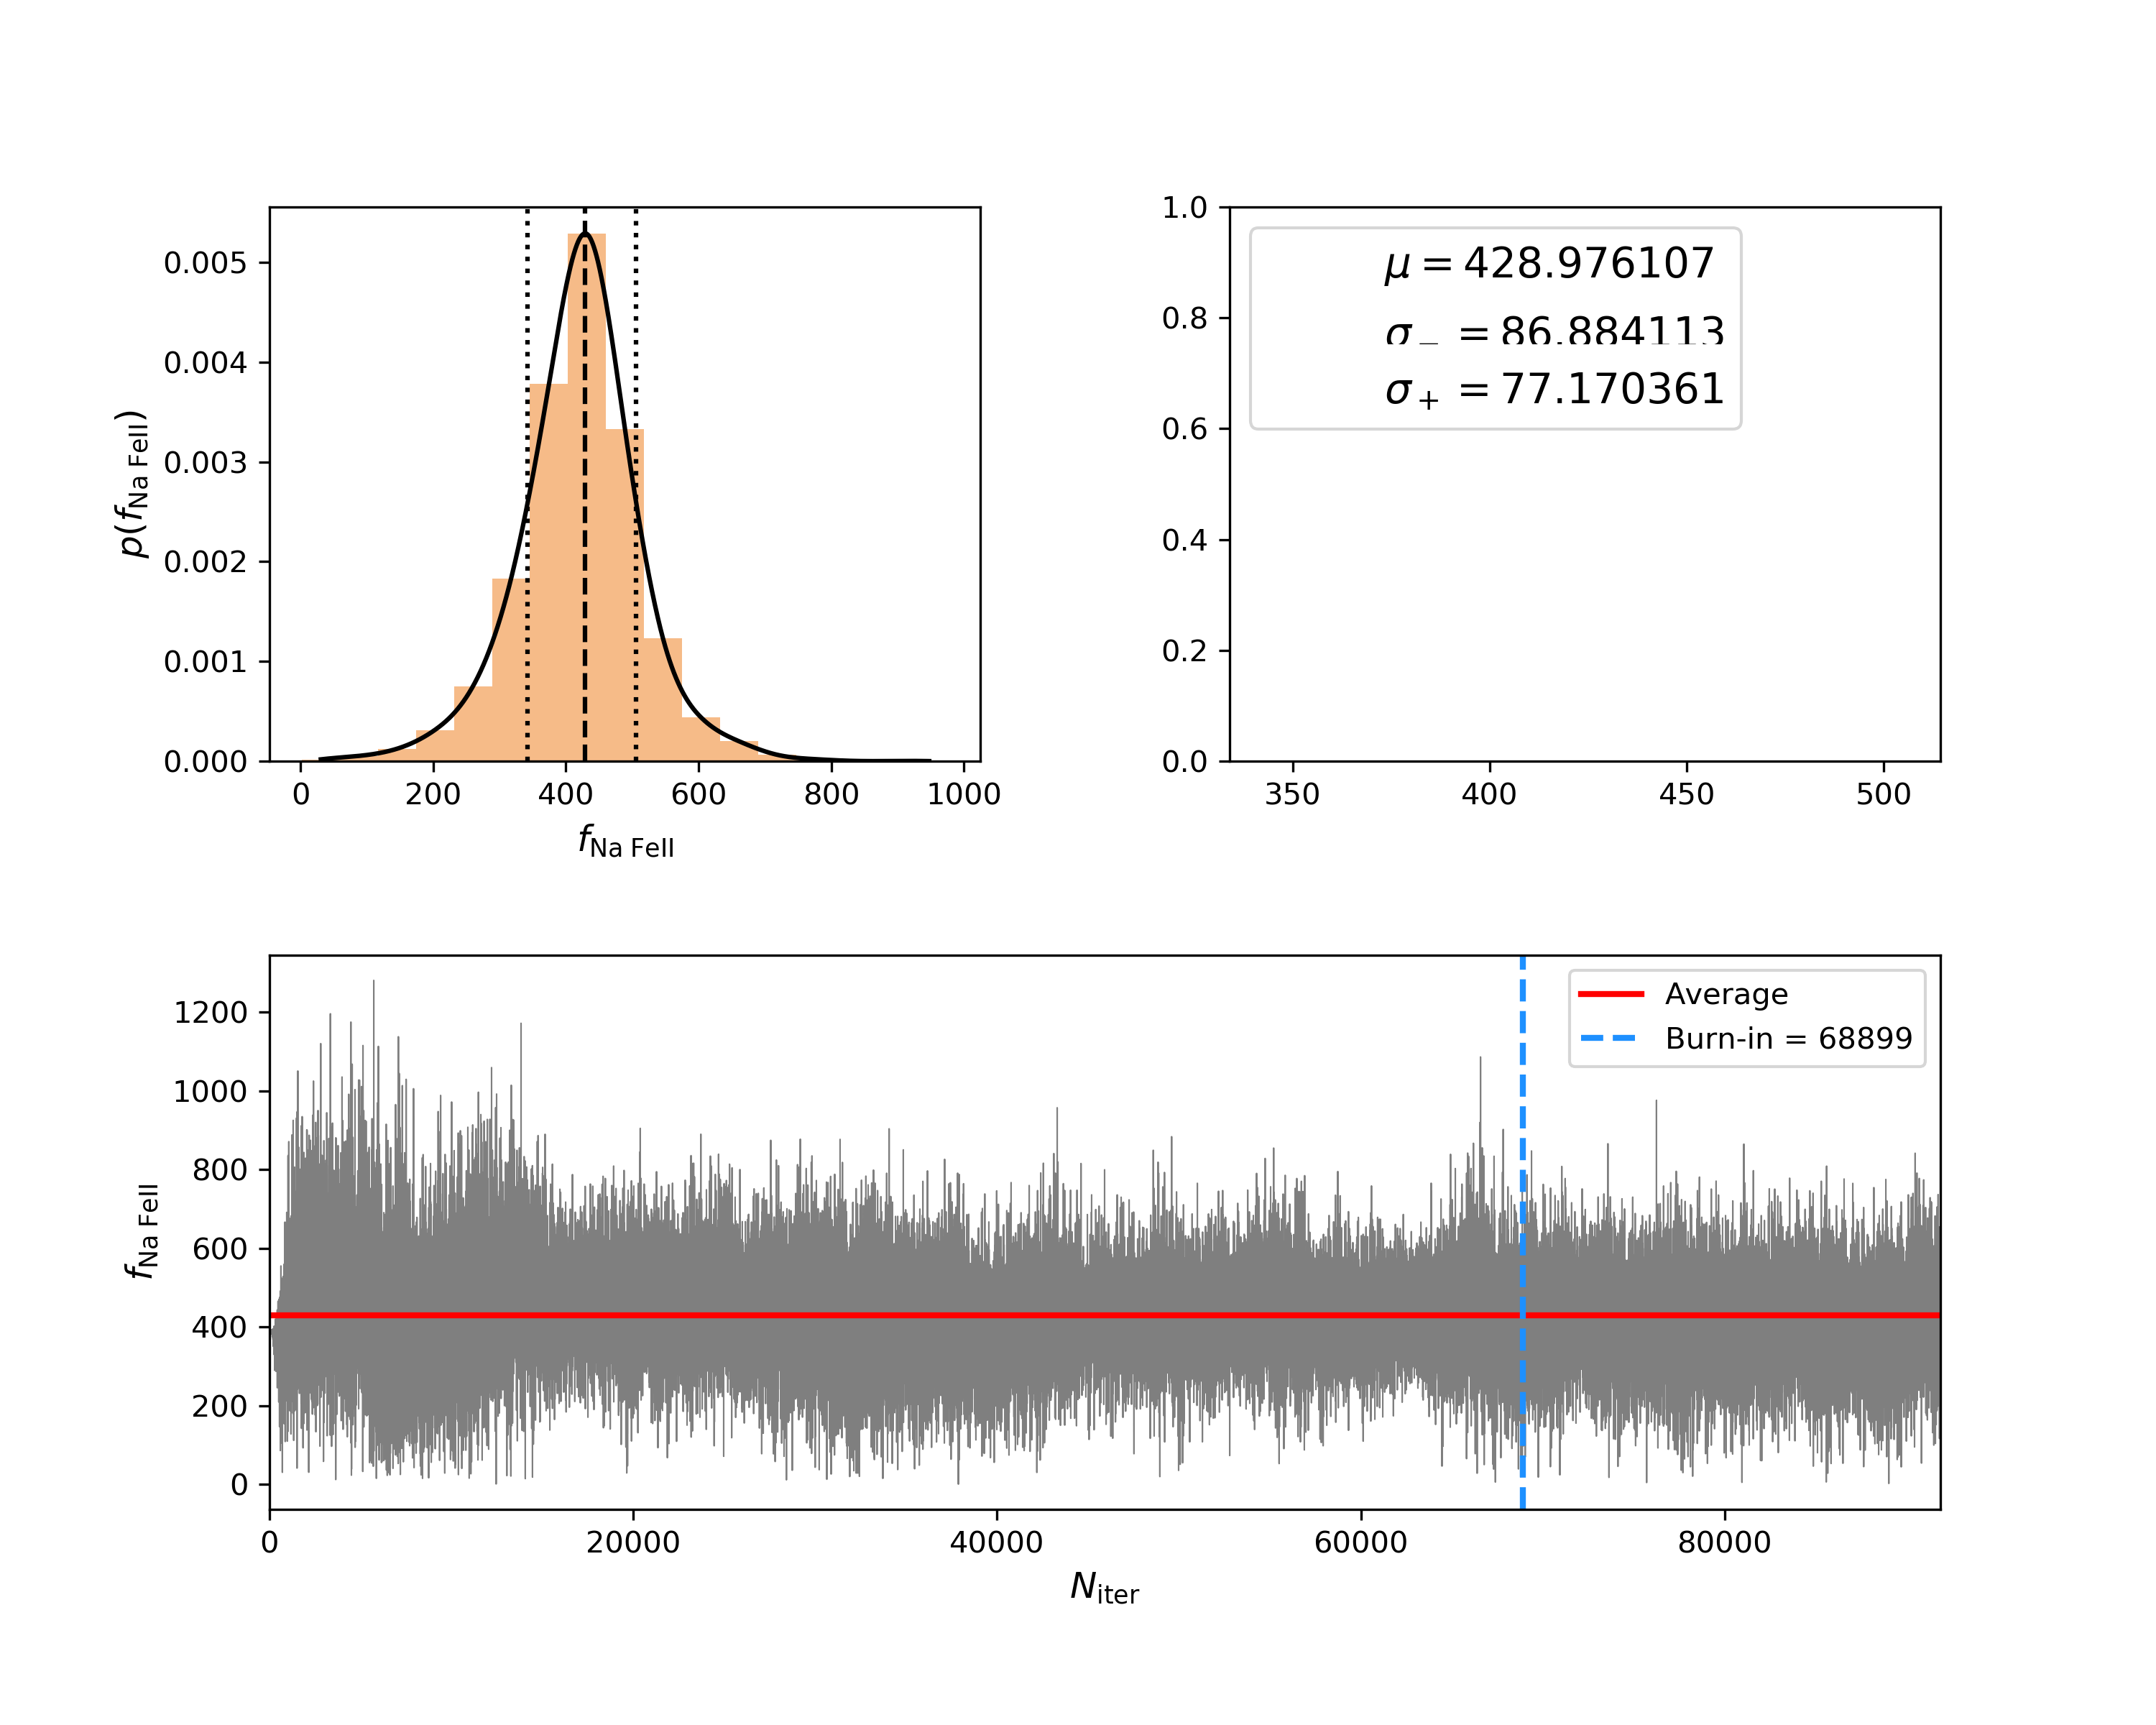 0.005
0.004
0.003
0.002
0.001
0.000
p(f_Na FeII)
0 200 400 600 800 1000
f_Na FeII
1.0
0.8
0.6
0.4
0.2
0.0
μ = 428.976107
σ_- = 86.884113
σ_+ = 77.170361
350 400 450 500
1200
1000
800
600
400
200
0
f_Na FeII
Average
Burn-in = 68899
0 20000 40000 60000 80000
N_iter